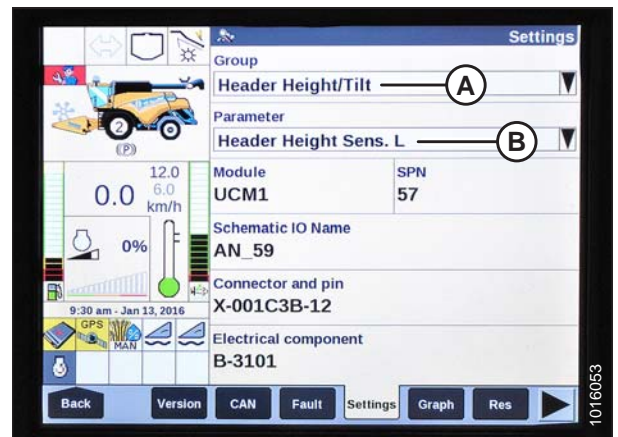 Settings
Group
Header Height/Tilt
A
Parameter
Header Height Sens. L
B
2
(P)
12.0
0.0 6.0
km/h
Module
UCM1
SPN
57
0%
Schematic IO Name
AN_59
Connector and pin
X-001C3B-12
9:30 am - Jan 13, 2016
GPS
%
MAN
Electrical component
B-3101
Back
Version
CAN
Fault
Settings
Graph
Res
1016053